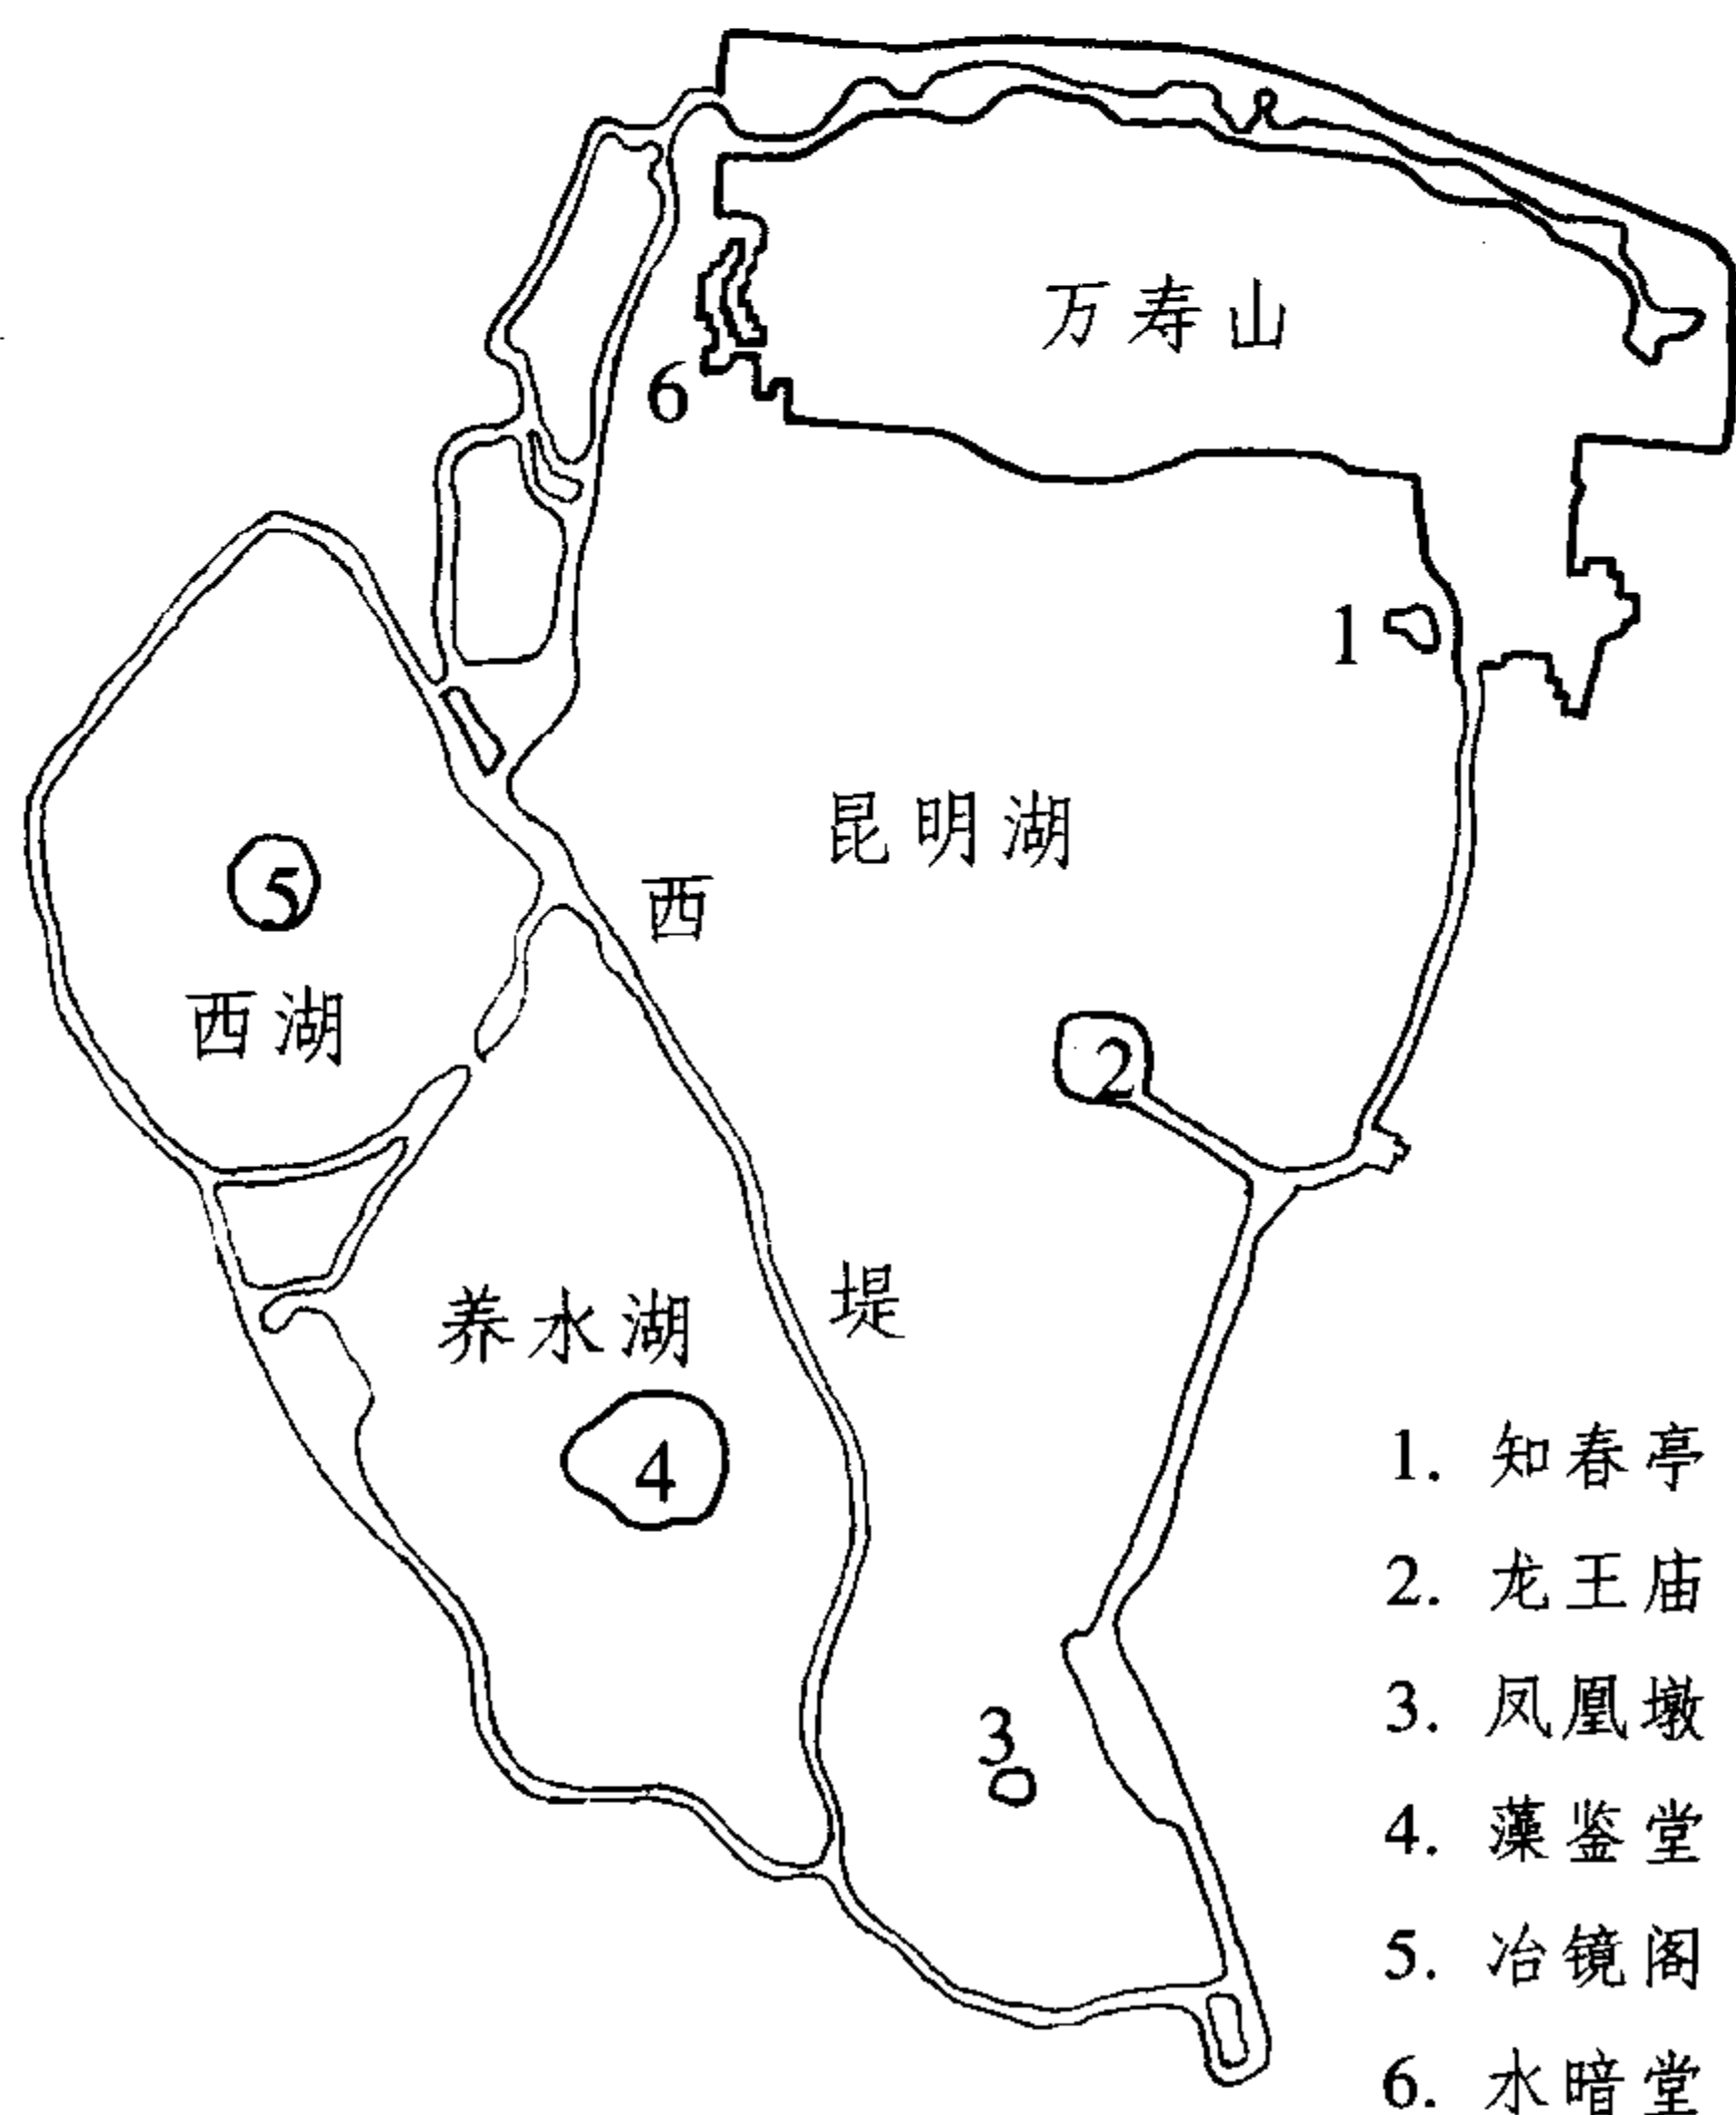 万寿山
6
1
昆明湖
西
5
西湖
2
堤
养水湖
4
3
1. 知春亭
2. 龙王庙
3. 凤凰墩
4. 藻鉴堂
5. 冶镜阁
6. 水暗堂